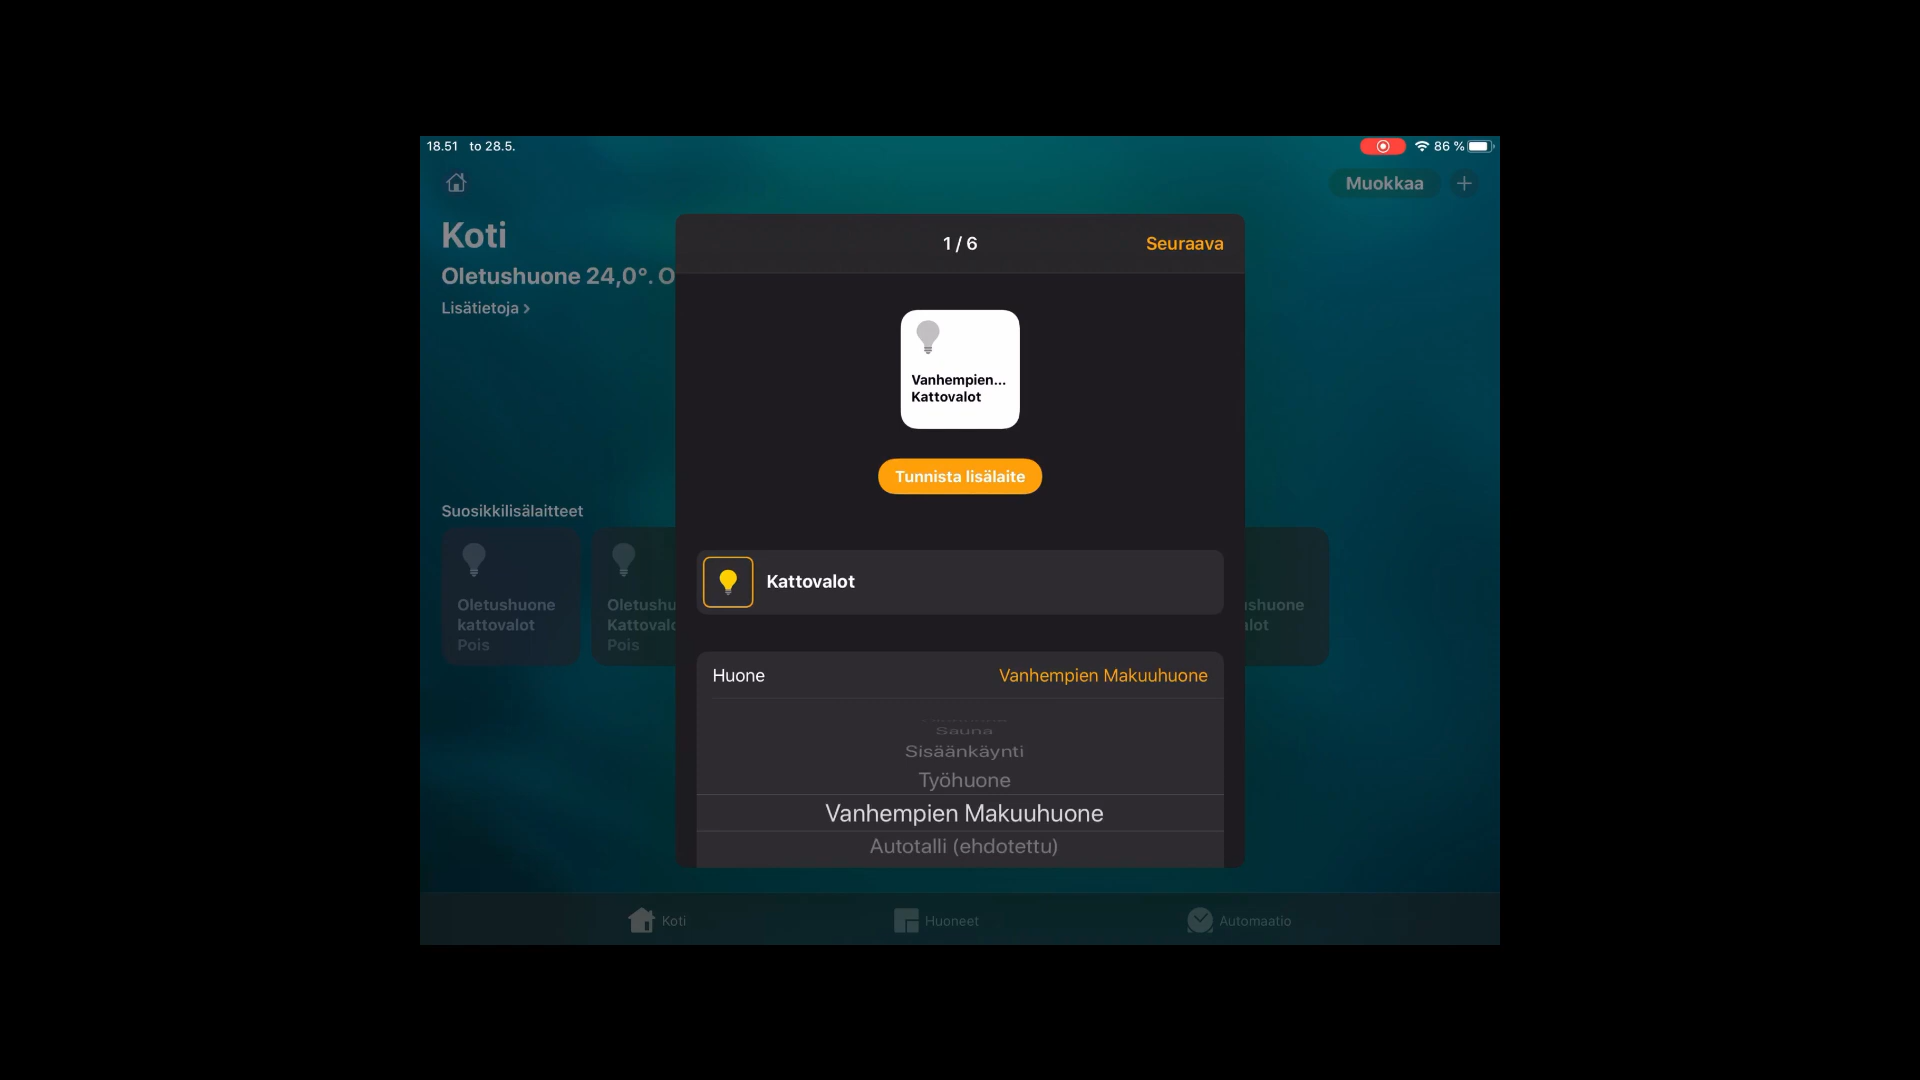 18.51 to 28.5.
86 %
Muokkaa
Koti
Oletushuone 24,0°. O
Lisätietoja
1 / 6
Seuraava
Vanhempien...
Kattovalot
Tunnista lisälaite
Suosikkilisälaitteet
Oletushuone
kattovalot
Pois
Oletushu
Kattovalo
Pois
shuone
alot
Kattovalot
Huone
Vanhempien Makuuhuone
Sauna
Sisäänkäynti
Työhuone
Vanhempien Makuuhuone
Autotalli (ehdotettu)
Koti
Huoneet
Automaatio